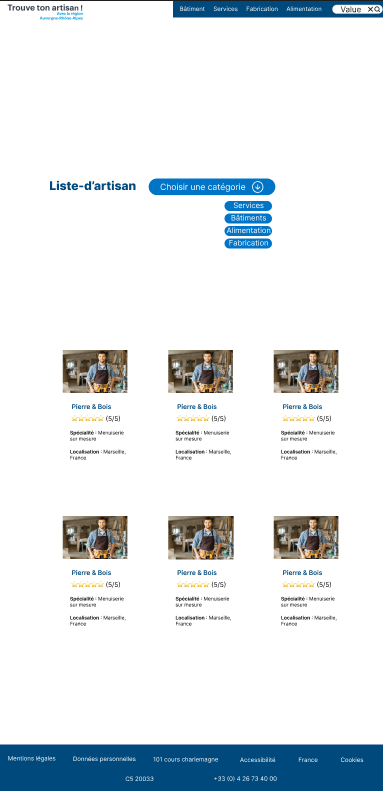 Trouve ton artisan !
Avec la région
Auvergne-Rhône-Alpes
Bâtiment Services Fabrication Alimentation
Value
Liste-d'artisan
Choisir une catégorie
Services
Bâtiments
Alimentation
Fabrication
Pierre & Bois
(5/5)
Spécialité : Menuiserie
sur mesure
Localisation : Marseille,
France
Pierre & Bois
(5/5)
Spécialité : Menuiserie
sur mesure
Localisation : Marseille,
France
Pierre & Bois
(5/5)
Spécialité : Menuiserie
sur mesure
Localisation : Marseille,
France
Pierre & Bois
(5/5)
Spécialité : Menuiserie
sur mesure
Localisation : Marseille,
France
Pierre & Bois
(5/5)
Spécialité : Menuiserie
sur mesure
Localisation : Marseille,
France
Pierre & Bois
(5/5)
Spécialité : Menuiserie
sur mesure
Localisation : Marseille,
France
Mentions légales Données personnelles 101 cours charlemagne Accessibilité France Cookies
CS 20033 +33 (0) 4 26 73 40 00